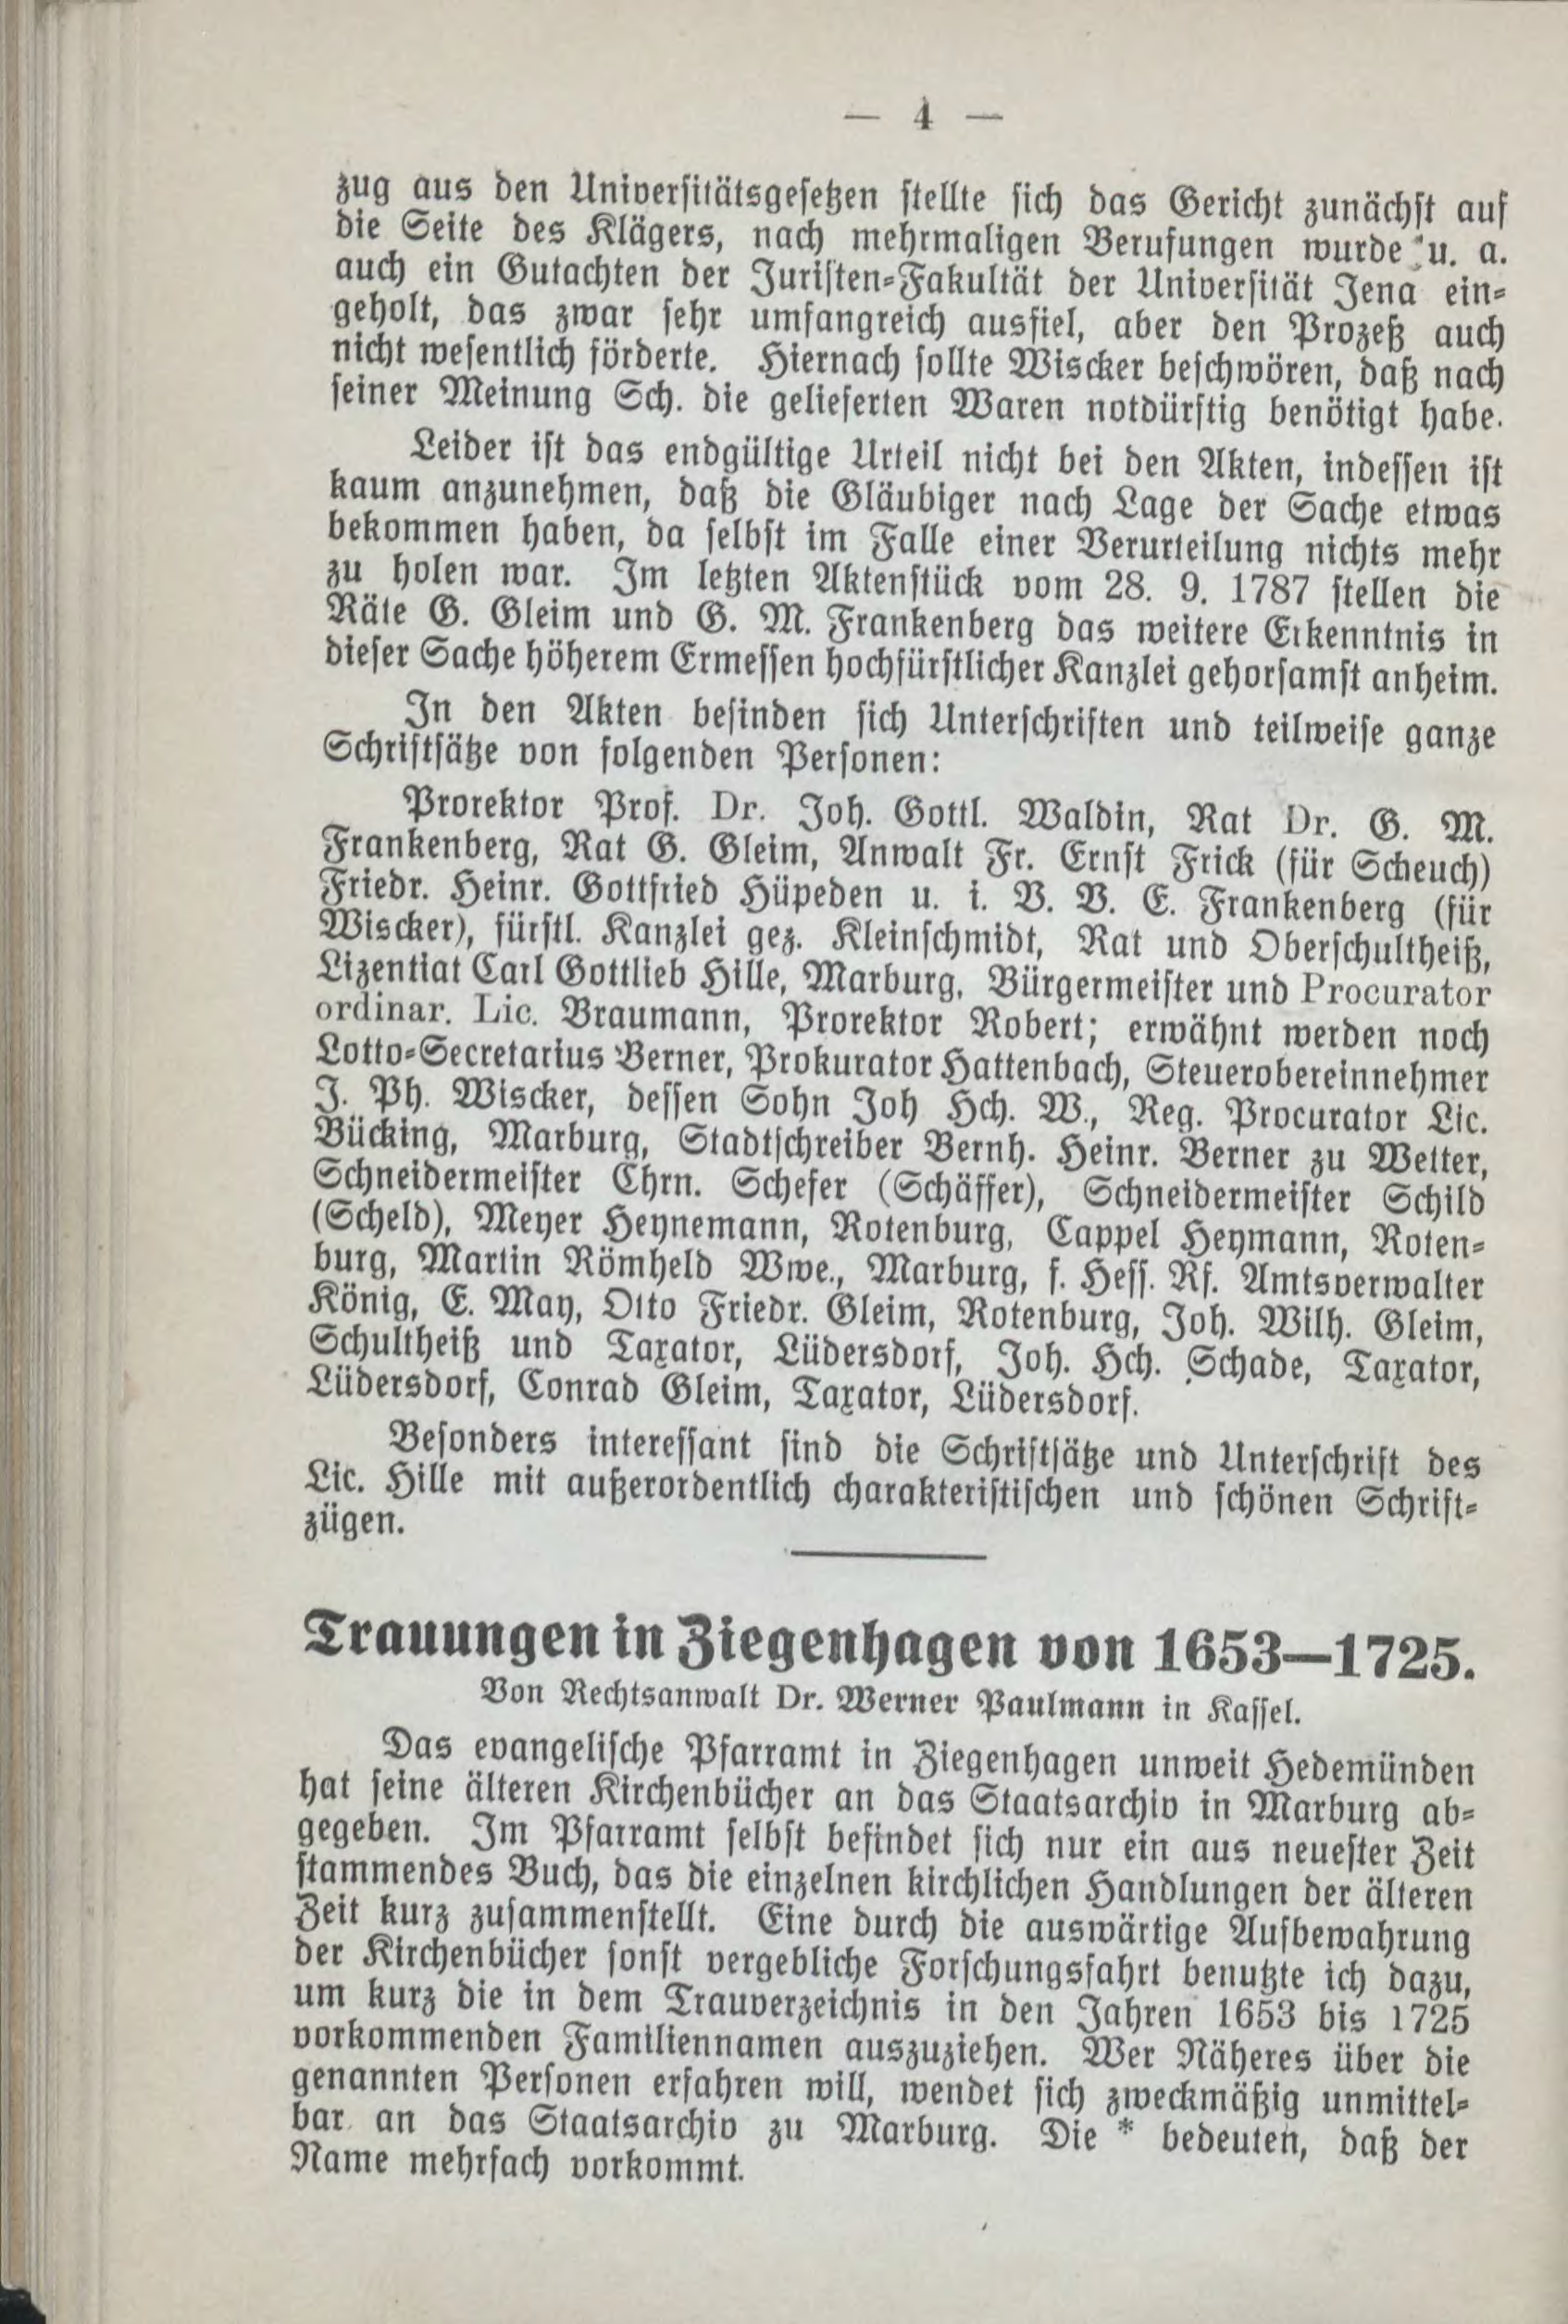 — 4 —
zug aus den Universitätsgesetzen stellte sich das Gericht zunächst auf
die Seite des Klägers, nach mehrmaligen Berufungen wurde u. a.
auch ein Gutachten der Juristen-Fakultät der Universität Jena ein-
geholt, das zwar sehr umfangreich ausfiel, aber den Prozeß auch
nicht wesentlich förderte. Hiernach sollte Wiscker beschwören, daß nach
seiner Meinung Sch. die gelieferten Waren notdürftig benötigt habe.
Leider ist das endgültige Urteil nicht bei den Akten, indessen ist
kaum anzunehmen, daß die Gläubiger nach Lage der Sache etwas
bekommen haben, da selbst im Falle einer Verurteilung nichts mehr
zu holen war. Im letzten Aktenstück vom 28. 9. 1787 stellen die
Räte G. Gleim und G. M. Frankenberg das weitere Erkenntnis in
dieser Sache höherem Ermessen hochfürstlicher Kanzlei gehorsamst anheim.
In den Akten befinden sich Unterschriften und teilweise ganze
Schriftsätze von folgenden Personen:
Prorektor Prof. Dr. Joh. Gottl. Waldin, Rat Dr. G. M.
Frankenberg, Rat G. Gleim, Anwalt Fr. Ernst Frick (für Scheuch)
Friedr. Heinr. Gottfried Hüpeden u. i. V. V. E. Frankenberg (für
Wiscker), fürstl. Kanzlei gez. Kleinschmidt, Rat und Oberschultheiß,
Lizentiat Carl Gottlieb Hille, Marburg, Bürgermeister und Procurator
ordinar. Lic. Braumann, Prorektor Robert; erwähnt werden noch
Lotto-Secretarius Berner, Prokurator Hattenbach, Steuerobereinnehmer
J. Ph. Wiscker, dessen Sohn Joh Hch. W., Reg. Procurator Lic.
Bücking, Marburg, Stadtschreiber Bernh. Heinr. Berner zu Wetter,
Schneidermeister Chrn. Schefer (Schäffer), Schneidermeister Schild
(Scheld), Meyer Heynemann, Rotenburg, Cappel Heymann, Roten-
burg, Martin Römheld Wwe., Marburg, f. Hess. Rf. Amtsverwalter
König, E. May, Otto Friedr. Gleim, Rotenburg, Joh. Wilh. Gleim,
Schultheiß und Taxator, Lüdersdorf, Joh. Hch. Schade, Taxator,
Lüdersdorf, Conrad Gleim, Taxator, Lüdersdorf.
Besonders interessant sind die Schriftsätze und Unterschrift des
Lic. Hille mit außerordentlich charakteristischen und schönen Schrift-
zügen.
Trauungen in Ziegenhagen von 1653—1725.
Von Rechtsanwalt Dr. Werner Paulmann in Kassel.
Das evangelische Pfarramt in Ziegenhagen unweit Hedemünden
hat seine älteren Kirchenbücher an das Staatsarchiv in Marburg ab-
gegeben. Im Pfarramt selbst befindet sich nur ein aus neuester Zeit
stammendes Buch, das die einzelnen kirchlichen Handlungen der älteren
Zeit kurz zusammenstellt. Eine durch die auswärtige Aufbewahrung
der Kirchenbücher sonst vergebliche Forschungsfahrt benutzte ich dazu,
um kurz die in dem Trauverzeichnis in den Jahren 1653 bis 1725
vorkommenden Familiennamen auszuziehen. Wer Näheres über die
genannten Personen erfahren will, wendet sich zweckmäßig unmittel-
bar an das Staatsarchiv zu Marburg. Die * bedeuten, daß der
Name mehrfach vorkommt.